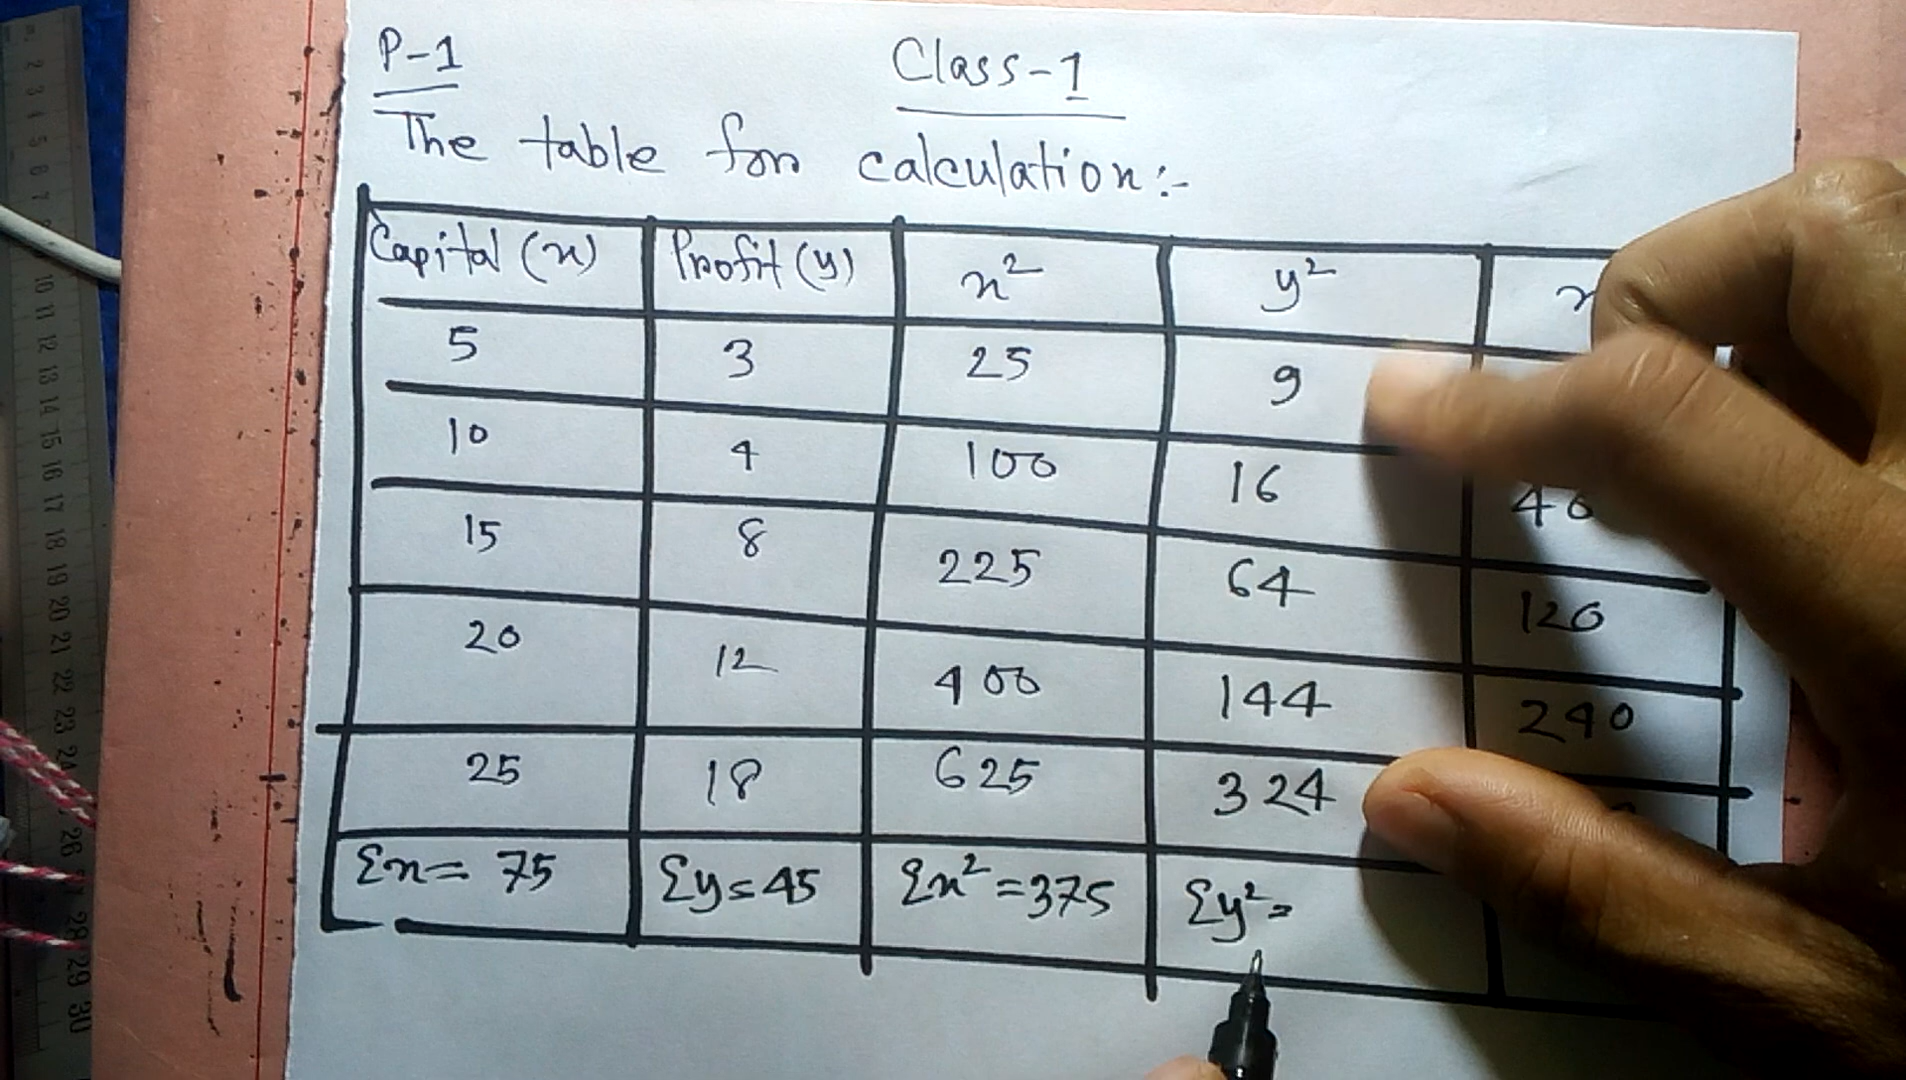 P-1
Class-1
The table for calculation:-
Capital (x) Profit (y) x² y² x
5 3 25 9
10 4 100 16 40
15 8 225 64 120
20 12 400 144 240
25 18 625 324
Σx= 75 Σy=45 Σx²=375 Σy²=